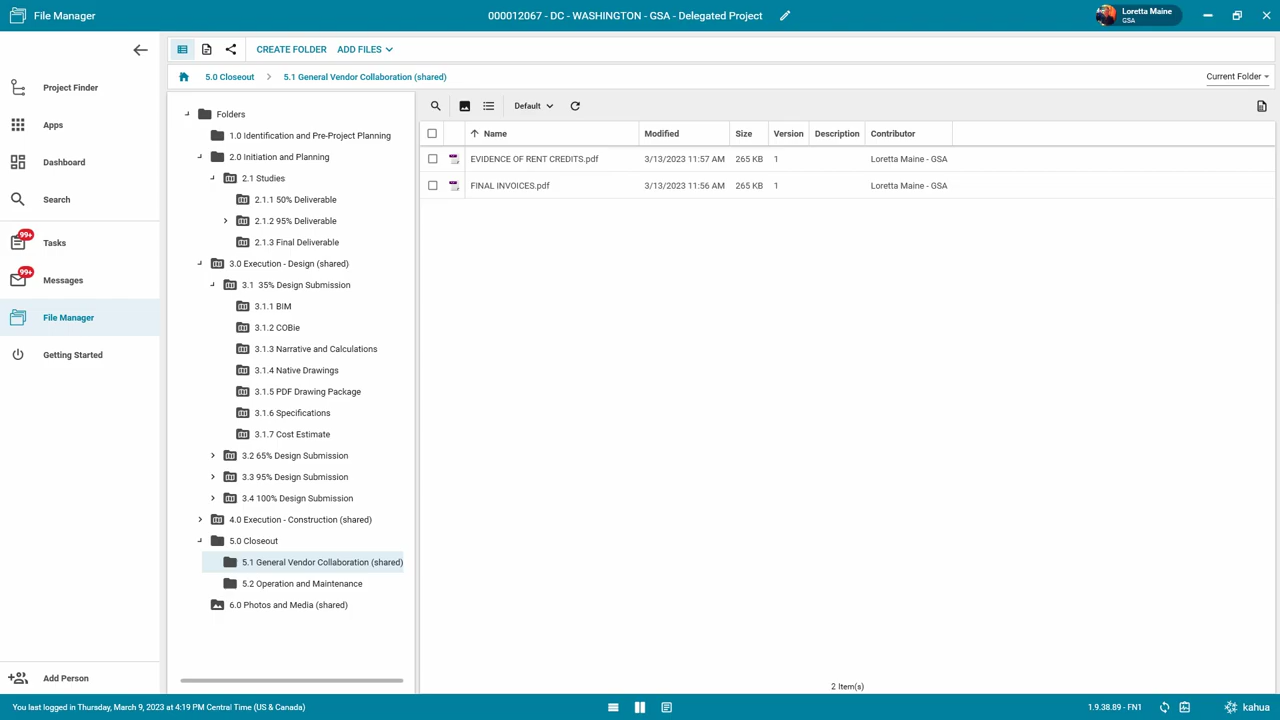 File Manager
000012067 - DC - WASHINGTON - GSA - Delegated Project
Loretta Maine
GSA
CREATE FOLDER
ADD FILES
5.0 Closeout
5.1 General Vendor Collaboration (shared)
Current Folder
Project Finder
Apps
Dashboard
Search
99+
Tasks
99+
Messages
File Manager
Getting Started
Add Person
Folders
1.0 Identification and Pre-Project Planning
2.0 Initiation and Planning
2.1 Studies
2.1.1 50% Deliverable
2.1.2 95% Deliverable
2.1.3 Final Deliverable
3.0 Execution - Design (shared)
3.1 35% Design Submission
3.1.1 BIM
3.1.2 COBie
3.1.3 Narrative and Calculations
3.1.4 Native Drawings
3.1.5 PDF Drawing Package
3.1.6 Specifications
3.1.7 Cost Estimate
3.2 65% Design Submission
3.3 95% Design Submission
3.4 100% Design Submission
4.0 Execution - Construction (shared)
5.0 Closeout
5.1 General Vendor Collaboration (shared)
5.2 Operation and Maintenance
6.0 Photos and Media (shared)
Default
Name Modified Size Version Description Contributor
EVIDENCE OF RENT CREDITS.pdf 3/13/2023 11:57 AM 265 KB 1 Loretta Maine - GSA
FINAL INVOICES.pdf 3/13/2023 11:56 AM 265 KB 1 Loretta Maine - GSA
2 Item(s)
You last logged in Thursday, March 9, 2023 at 4:19 PM Central Time (US & Canada)
1.9.38.89 - FN1
kahua